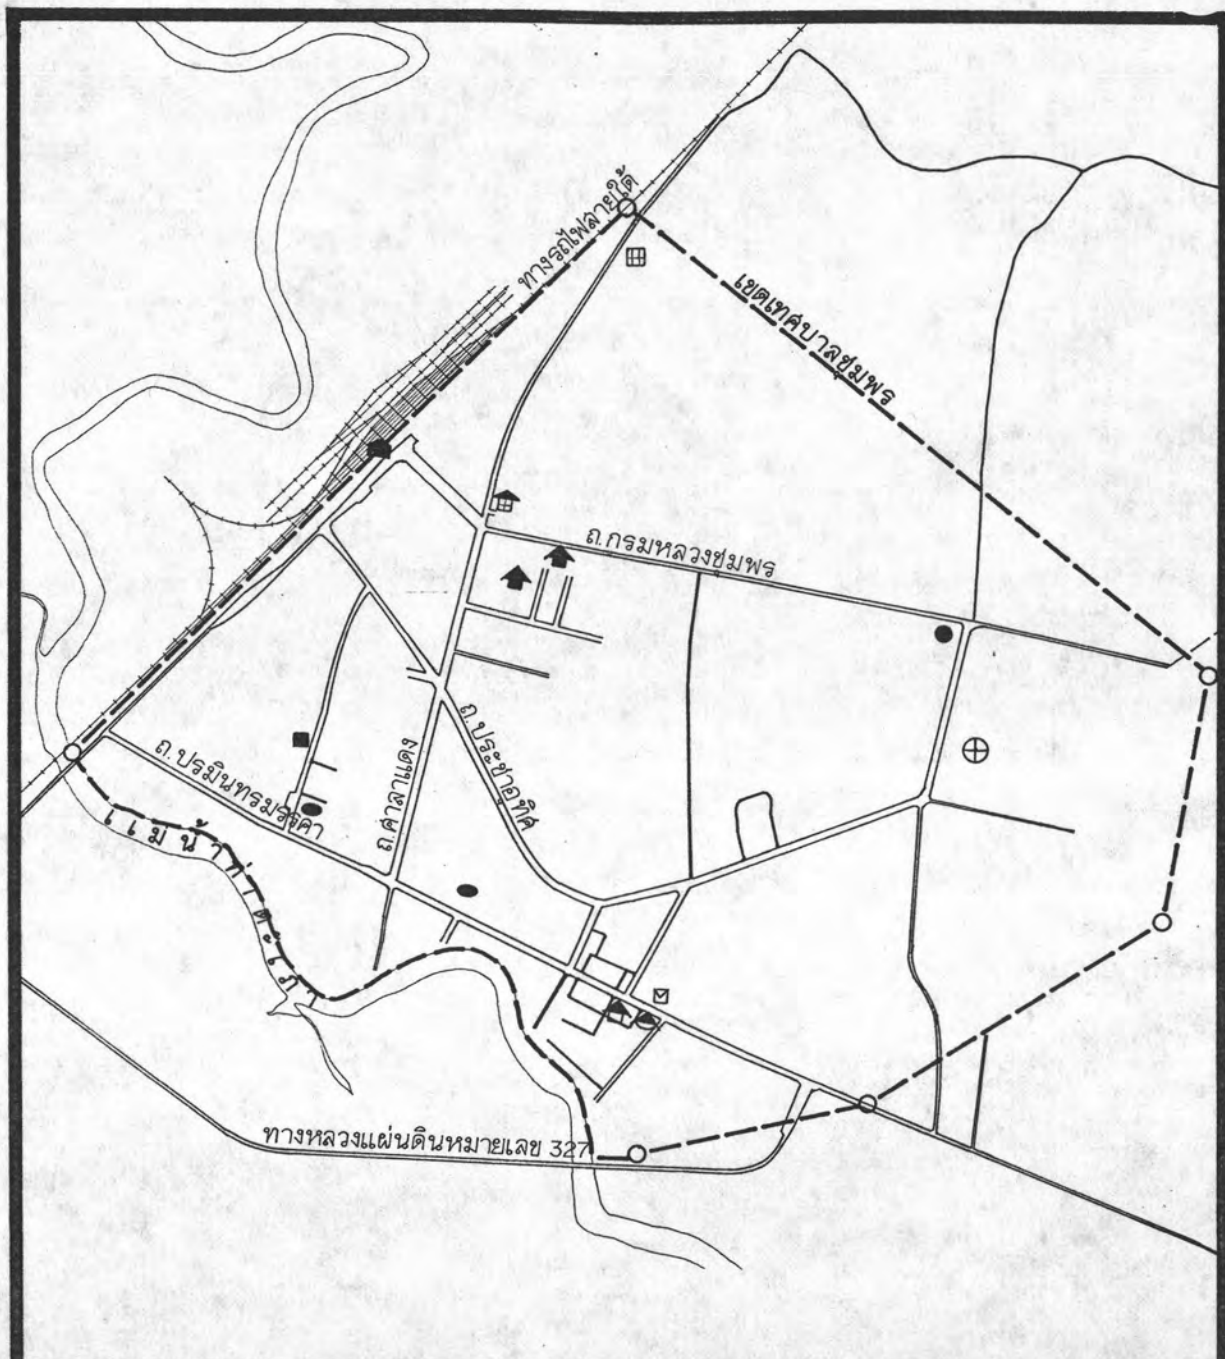 ทางรถไฟสายใต้
เขตเทศบาลชุมพร
ถ.กรมหลวงชุมพร
ถ.ปรมินทรมรรคา
ถ.ศาลาแดง
ถ.ประชาอุทิศ
แม่น้ำท่าตะเภา
ทางหลวงแผ่นดินหมายเลข 327